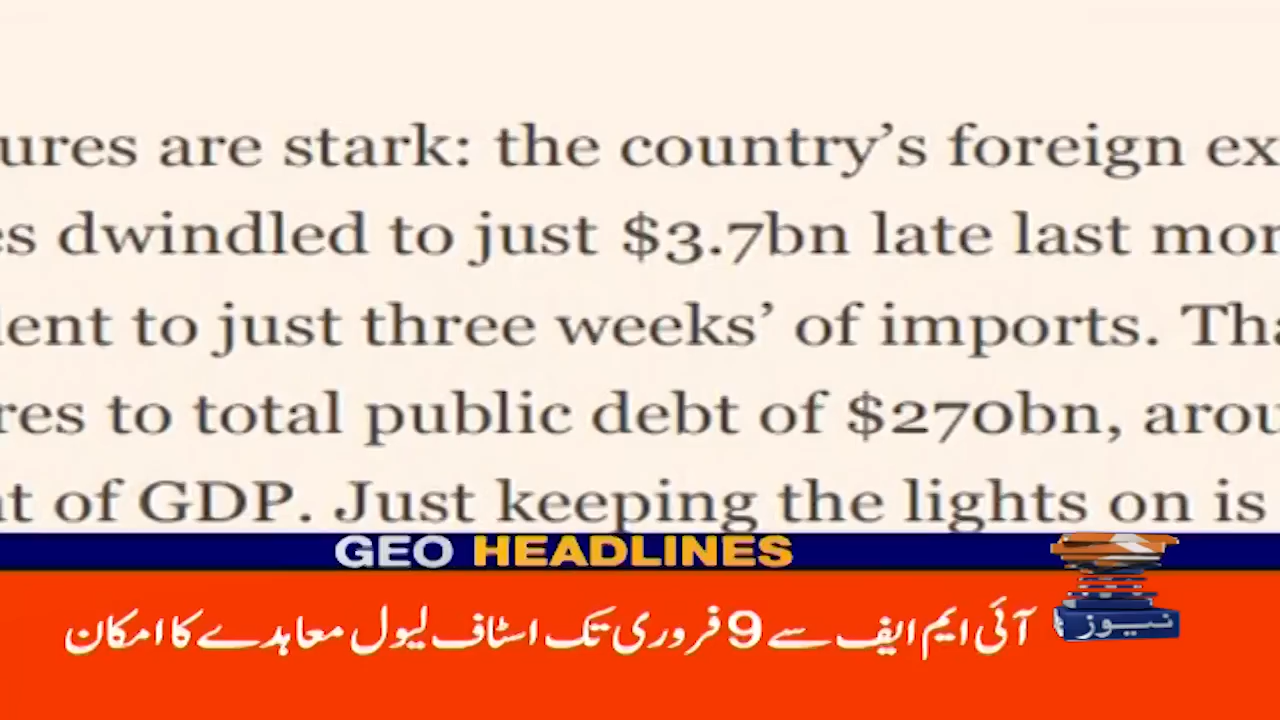 ures are stark: the country's foreign ex
es dwindled to just $3.7bn late last mon
lent to just three weeks' of imports. Tha
res to total public debt of $270bn, arou
nt of GDP. Just keeping the lights on is
GEO HEADLINES
آئی ایم ایف سے 9 فروری تک اسٹاف لیول معاہدے کا امکان
نیوز